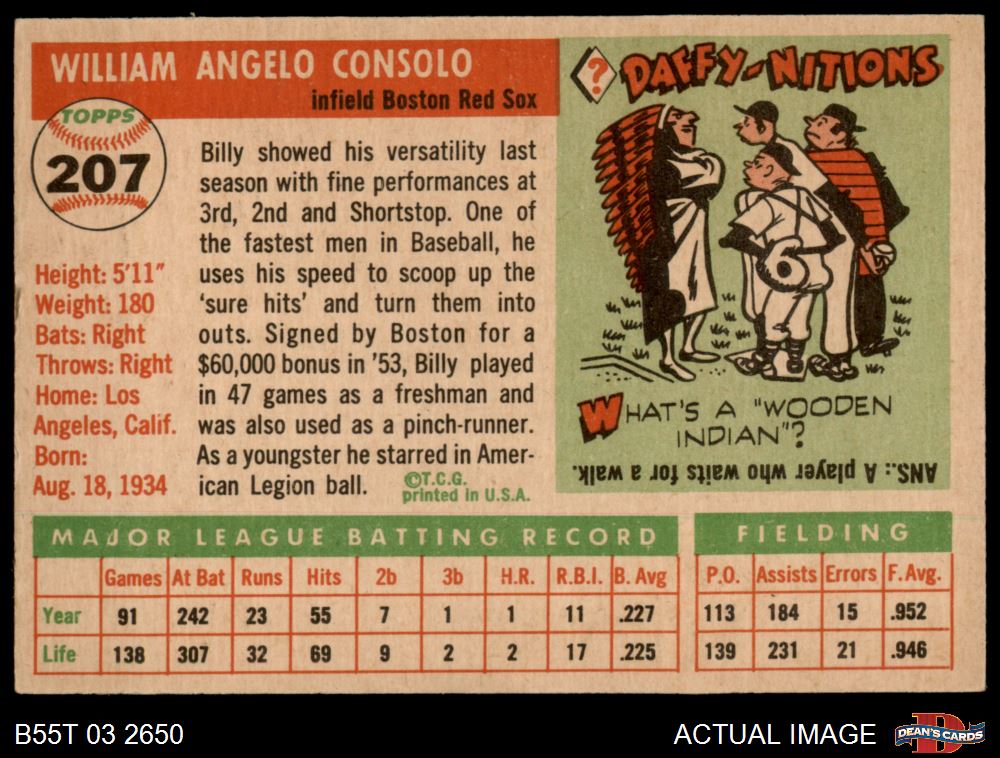 WILLIAM ANGELO CONSOLO
infield Boston Red Sox
TOPPS
207
Height: 5'11"
Weight: 180
Bats: Right
Throws: Right
Home: Los
Angeles, Calif.
Born:
Aug. 18, 1934
Billy showed his versatility last
season with fine performances at
3rd, 2nd and Shortstop. One of
the fastest men in Baseball, he
uses his speed to scoop up the
'sure hits' and turn them into
outs. Signed by Boston for a
$60,000 bonus in '53, Billy played
in 47 games as a freshman and
was also used as a pinch-runner.
As a youngster he starred in Amer-
ican Legion ball.
©T.C.G.
printed in U.S.A.
? DAFFY-NITIONS
6
WHAT'S A "WOODEN
INDIAN"?
ANS.: A player who waits for a walk.
MAJOR LEAGUE BATTING RECORD
Games At Bat Runs Hits 2b 3b H.R. R.B.I. B. Avg
Year 91 242 23 55 7 1 1 11 .227
Life 138 307 32 69 9 2 2 17 .225
FIELDING
P.O. Assists Errors F. Avg.
113 184 15 .952
139 231 21 .946
B55T 03 2650
ACTUAL IMAGE
D
DEAN'S CARDS